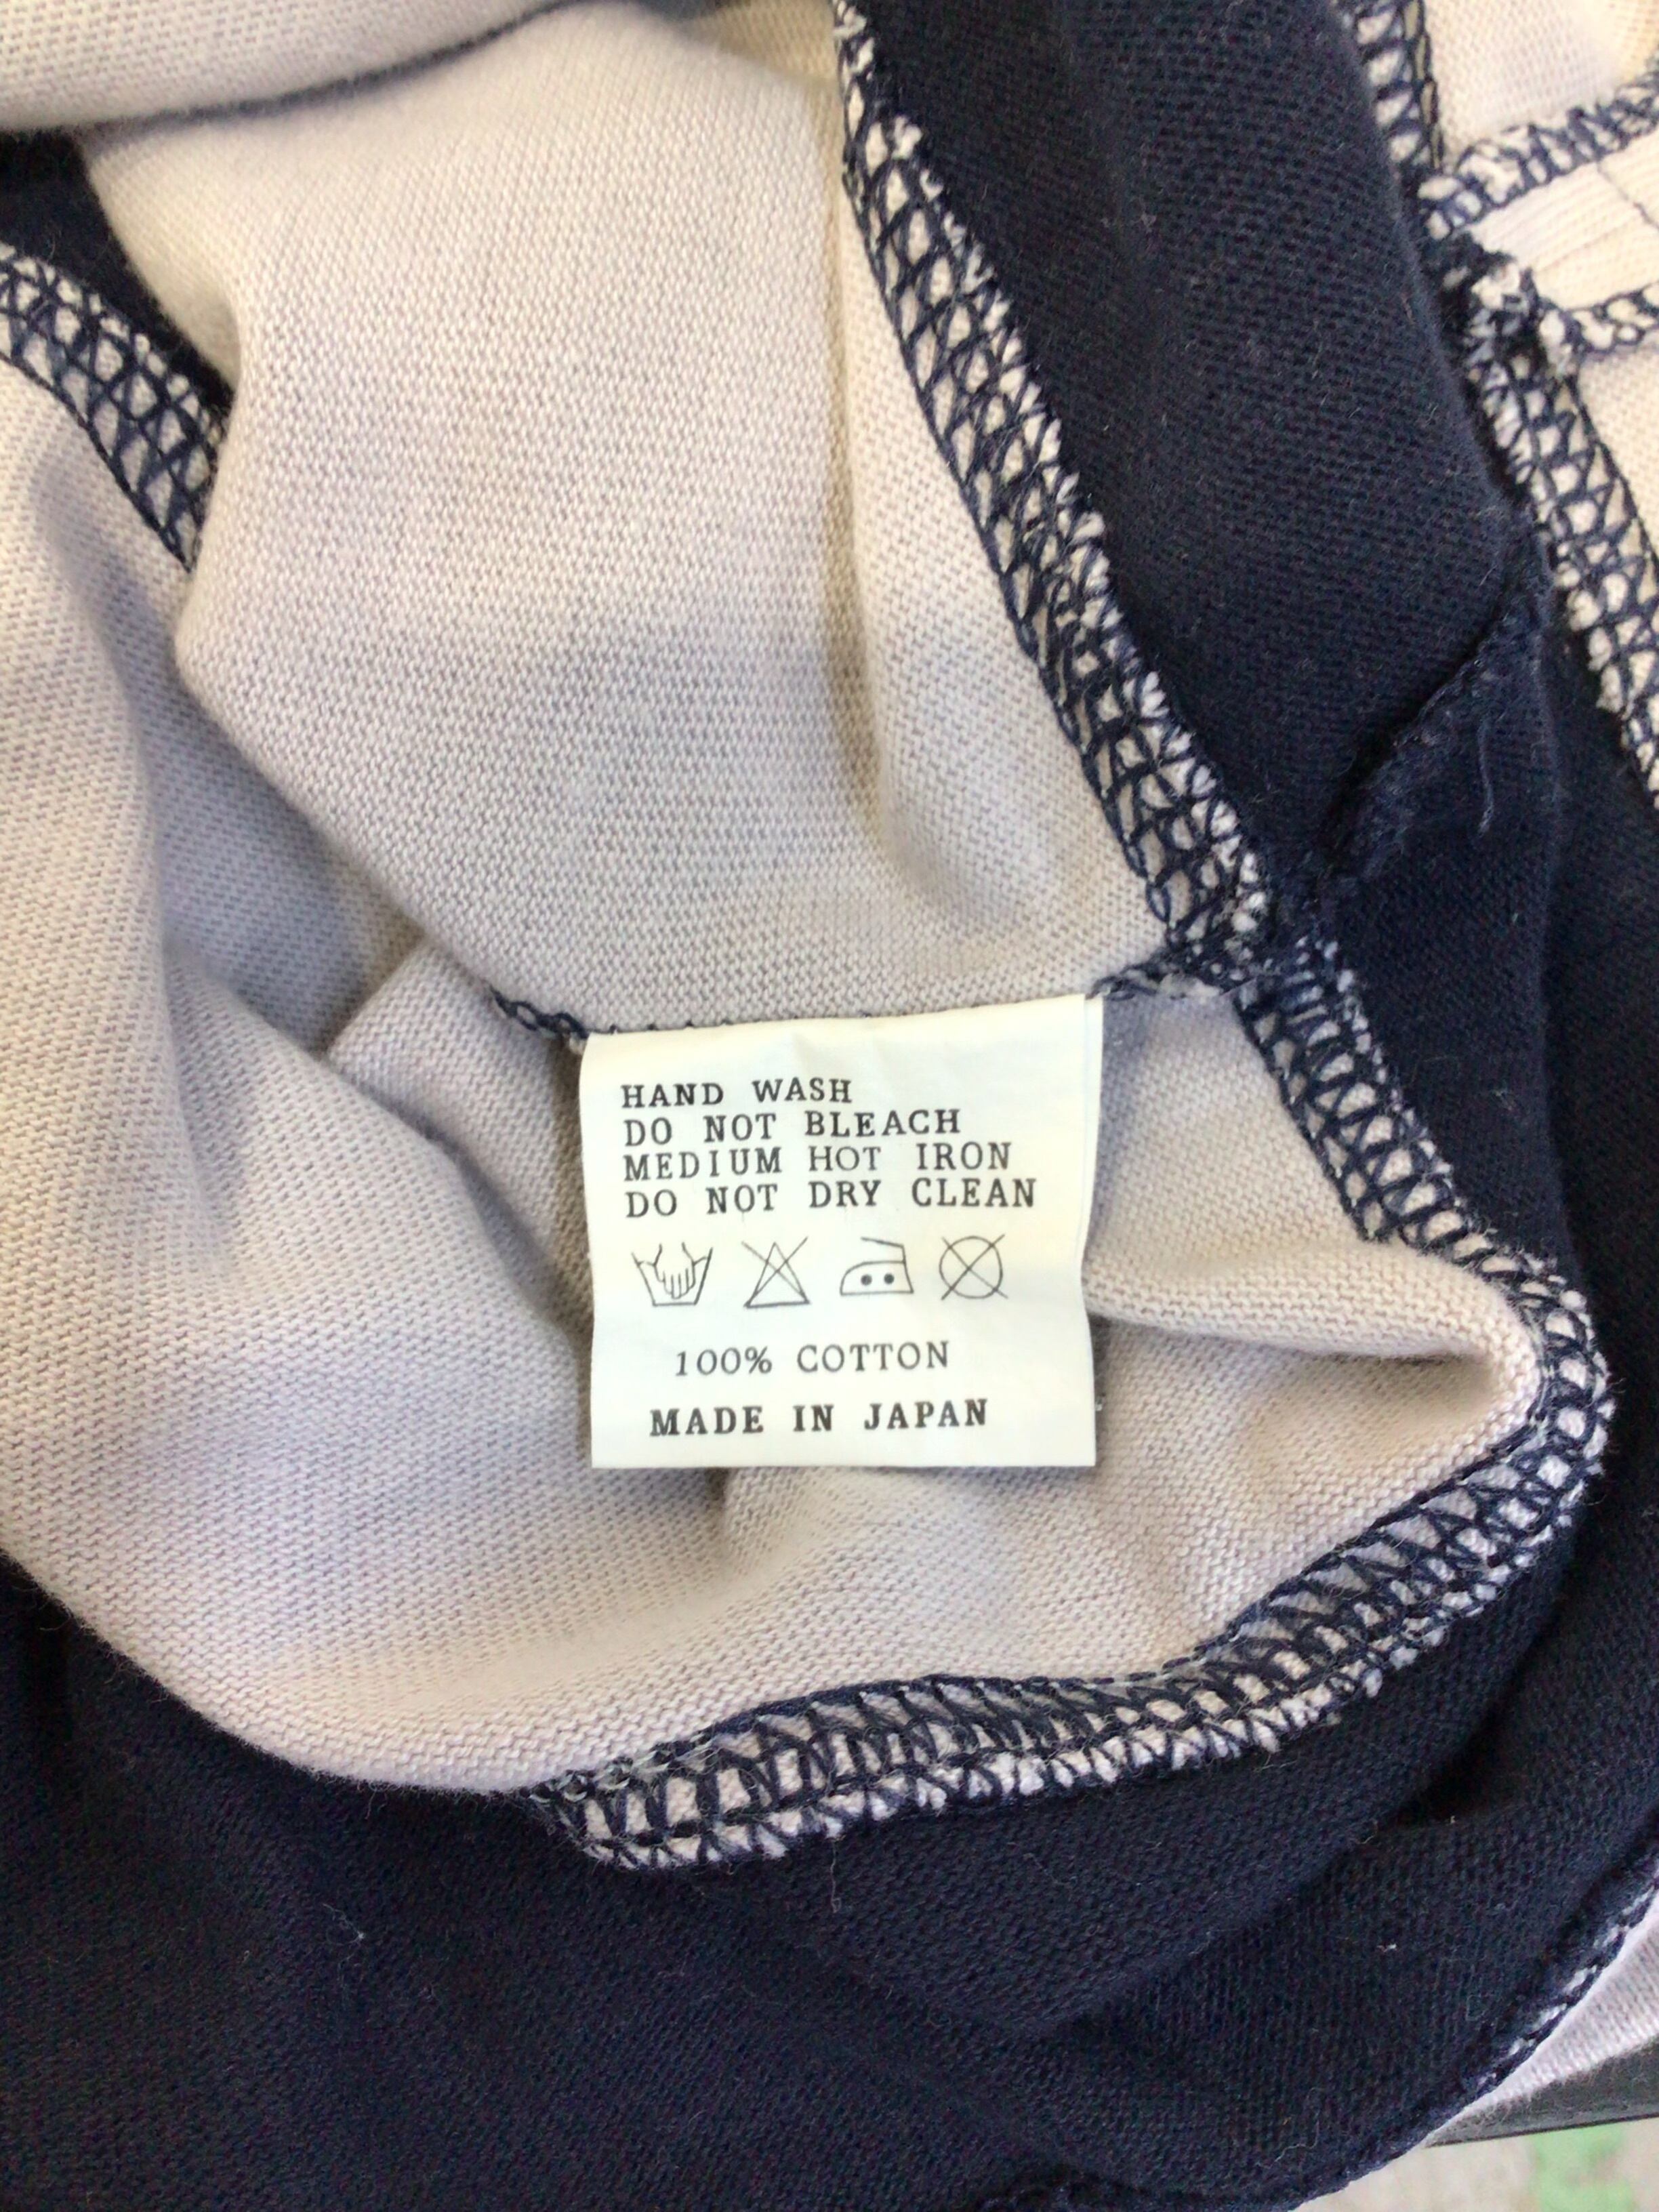 HAND WASH
DO NOT BLEACH
MEDIUM HOT IRON
DO NOT DRY CLEAN
100% COTTON
MADE IN JAPAN